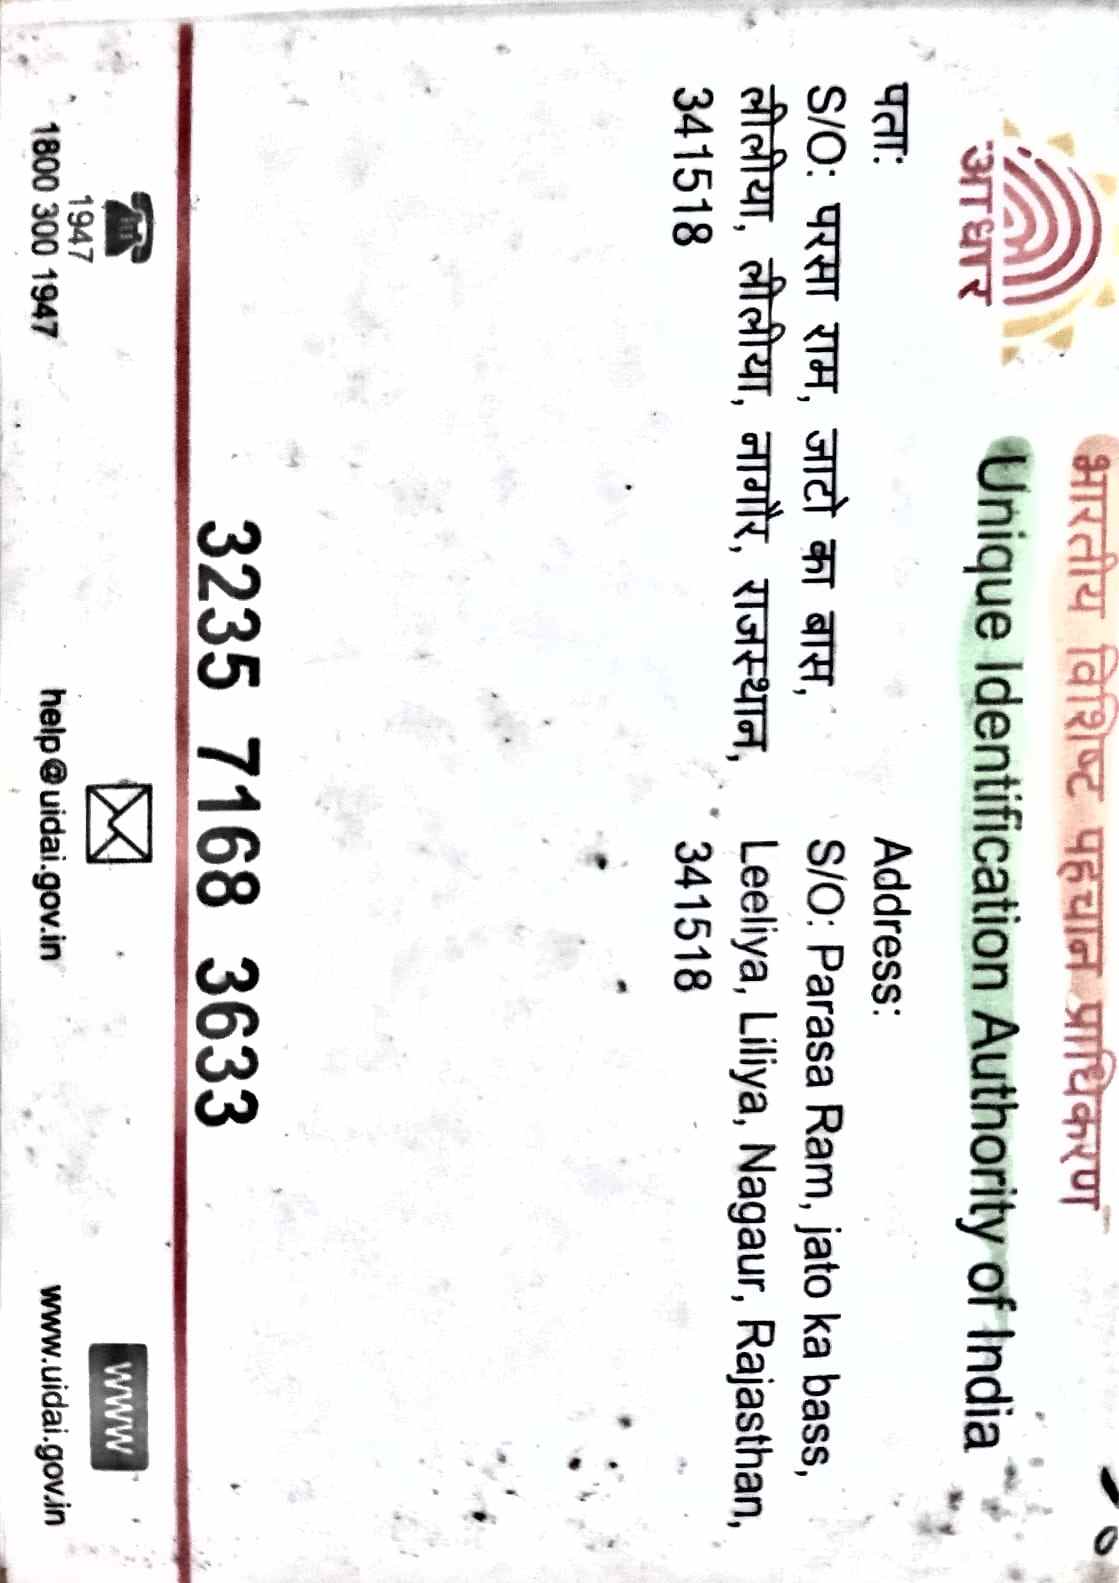 भारतीय विशिष्ट पहचान प्राधिकरण
Unique Identification Authority of India
आधार
पता:
S/O: परसा राम, जाटो का बास,
लीलीया, लीलीया, नागौर, राजस्थान,
341518
Address:
S/O: Parasa Ram, jato ka bass,
Leeliya, Liliya, Nagaur, Rajasthan,
341518
3235 7168 3633
1947
1800 300 1947
help@uidai.gov.in
www
www.uidai.gov.in